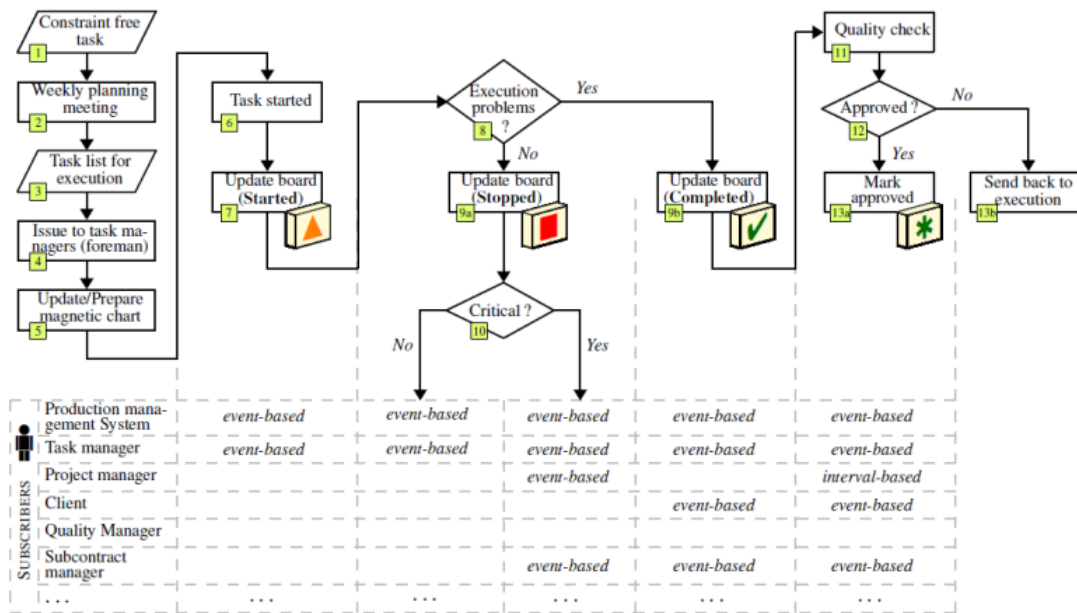 Constraint free
task
1
Weekly planning
meeting
2
Task list for
execution
3
Issue to task ma-
nagers (foreman)
4
Update/Prepare
magnetic chart
5
Task started
6
Update board
(Started)
7
Execution
problems
?
8
Yes
No
Update board
(Stopped)
9a
Update board
(Completed)
9b
Critical ?
10
No
Yes
Quality check
11
Approved ?
12
No
Yes
Mark
approved
13a
Send back to
execution
13b
SUBSCRIBERS
Production mana-
gement System
event-based event-based event-based event-based event-based
Task manager event-based event-based event-based event-based event-based
Project manager event-based interval-based
Client event-based event-based
Quality Manager
Subcontract
manager
event-based event-based event-based
. . . . . . . . . . . . . . . . . .